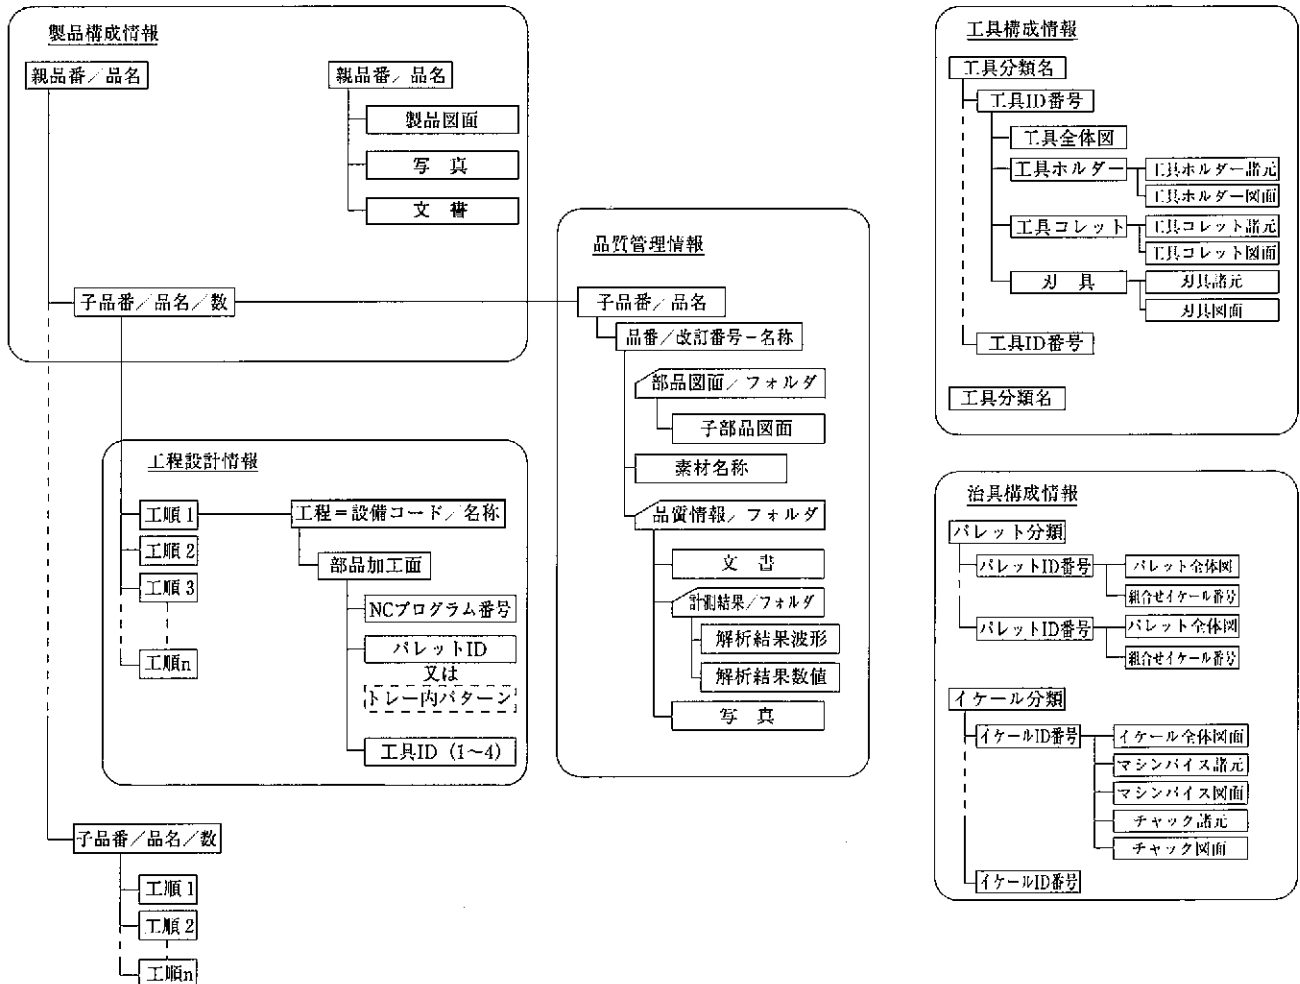 製品構成情報
親品番/品名
親品番/品名
製品図面
写 真
文 書
子品番/品名/数
工程設計情報
工順1
工順2
工順3
工順n
工程=設備コード/名称
部品加工面
NCプログラム番号
パレットID
又は
トレー内パターン
工具ID(1~4)
子品番/品名/数
工順1
工順2
工順n
品質管理情報
子品番/品名
品番/改訂番号-名称
部品図面/フォルダ
子部品図面
素材名称
品質情報/フォルダ
文 書
計測結果/フォルダ
解析結果波形
解析結果数値
写 真
工具構成情報
工具分類名
工具ID番号
工具全体図
工具ホルダー
工具ホルダー諸元
工具ホルダー図面
工具コレット
工具コレット諸元
工具コレット図面
刃 具
刃具諸元
刃具図面
工具ID番号
工具分類名
治具構成情報
パレット分類
パレットID番号
パレット全体図
組合せイケール番号
パレットID番号
パレット全体図
組合せイケール番号
イケール分類
イケールID番号
イケール全体図面
マシンバイス諸元
マシンバイス図面
チャック諸元
チャック図面
イケールID番号